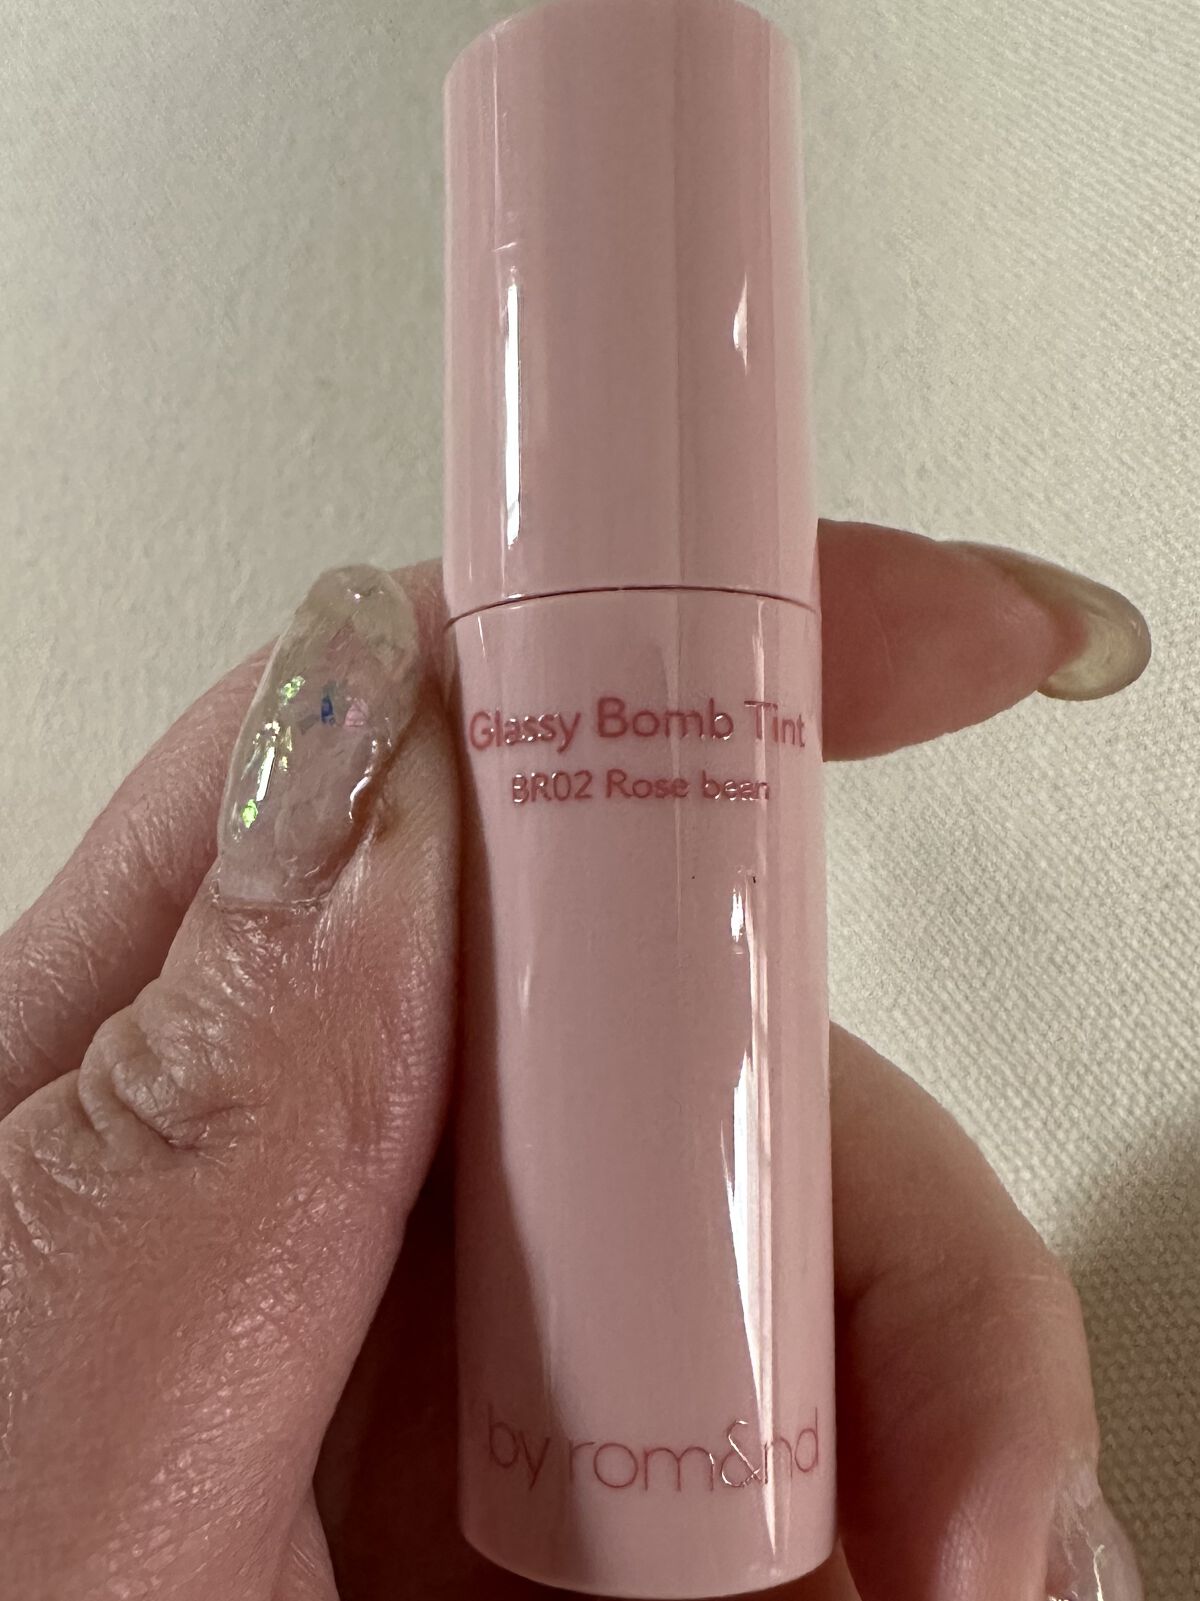 Glassy Bomb Tint
BR02 Rose bean
by rom&nd